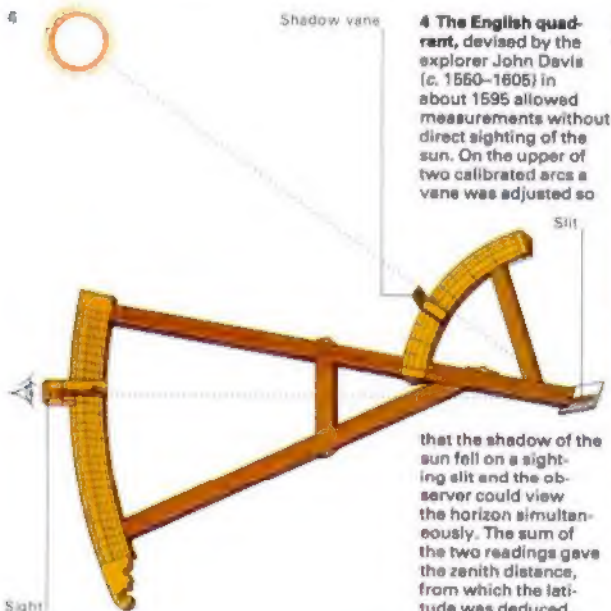 4
Shadow vane
4 The English quad-
rant, devised by the
explorer John Davis
(c. 1550–1605) in
about 1595 allowed
measurements without
direct sighting of the
sun. On the upper of
two calibrated arcs a
vane was adjusted so
Slit
that the shadow of the
sun fell on a sight-
ing slit and the ob-
server could view
the horizon simultan-
eously. The sum of
the two readings gave
the zenith distance,
from which the lati-
tude was deduced
Sight